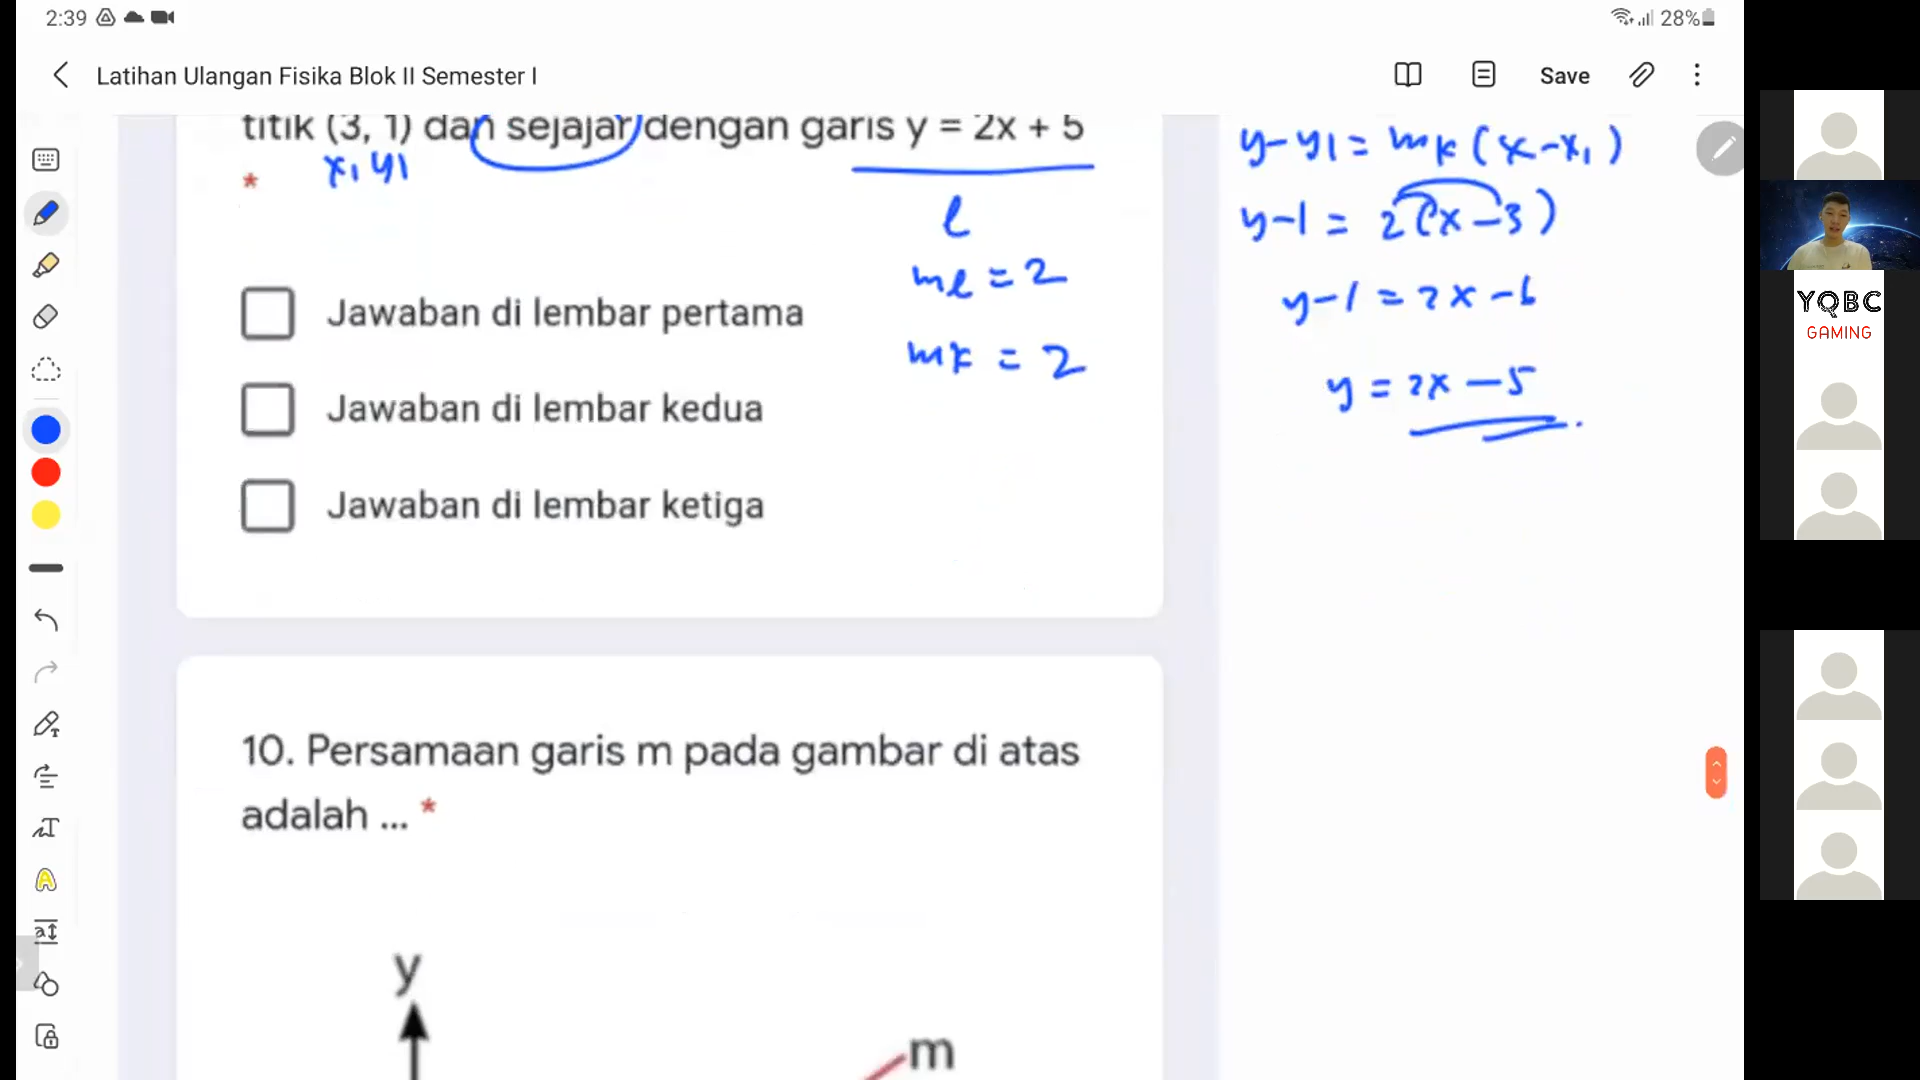 2:39
28%
Latihan Ulangan Fisika Blok II Semester I
Save
titik (3, 1) dan sejajar dengan garis y = 2x + 5
*
x₁ y1
l
ml = 2
mk = 2
Jawaban di lembar pertama
Jawaban di lembar kedua
Jawaban di lembar ketiga
y-y1 = mk (x-x₁)
y-1 = 2(x-3)
y-1 = 2x-6
y = 2x-5
10. Persamaan garis m pada gambar di atas
adalah ... *
y
m
YQBC
GAMING